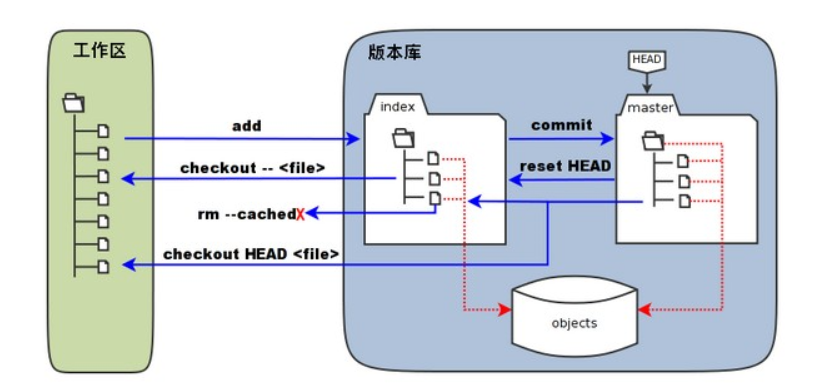 工作区
版本库
HEAD
index
master
add
commit
checkout -- <file>
reset HEAD
rm --cachedX
checkout HEAD <file>
objects